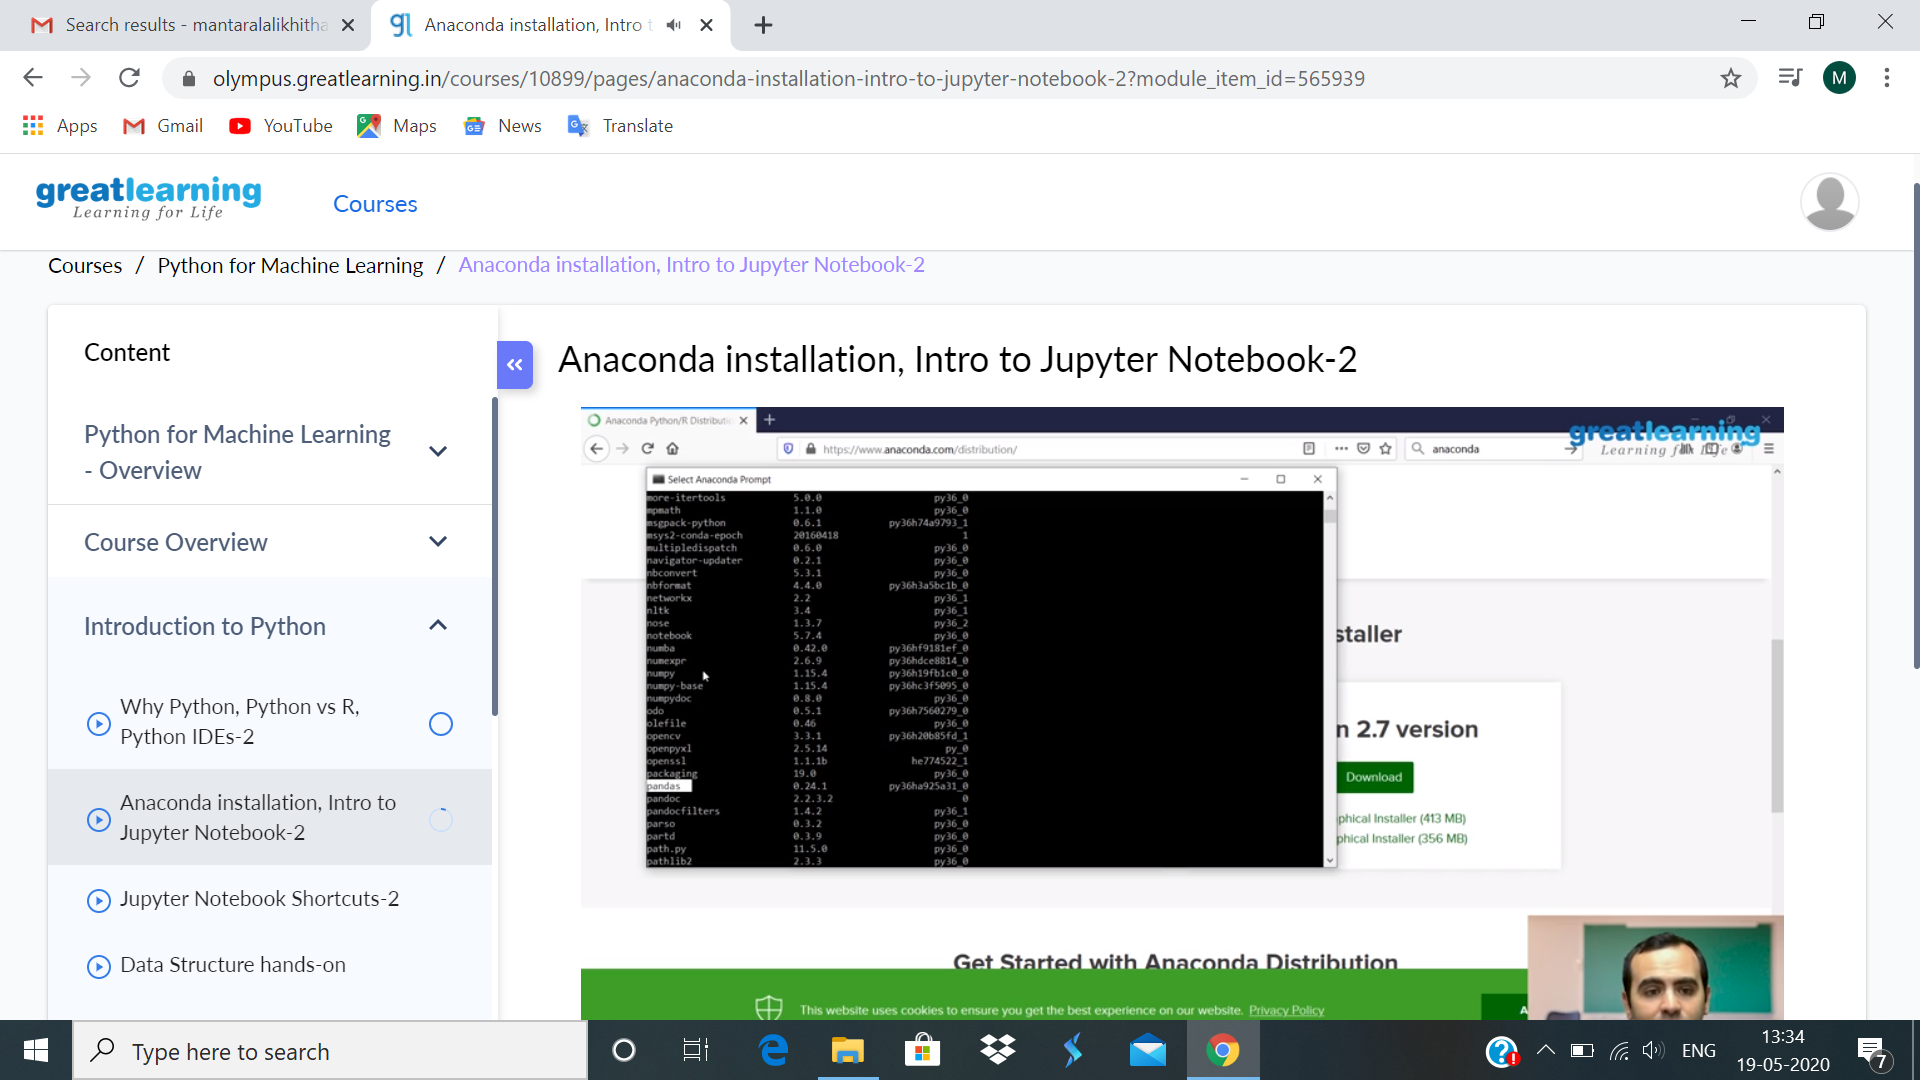 Search results - mantaralalikhitha
Anaconda installation, Intro t
olympus.greatlearning.in/courses/10899/pages/anaconda-installation-intro-to-jupyter-notebook-2?module_item_id=565939
M
Apps Gmail YouTube Maps News Translate
greatlearning
Learning for Life
Courses
Courses / Python for Machine Learning / Anaconda installation, Intro to Jupyter Notebook-2
Content
Python for Machine Learning
- Overview
Course Overview
Introduction to Python
Why Python, Python vs R,
Python IDEs-2
Anaconda installation, Intro to
Jupyter Notebook-2
Jupyter Notebook Shortcuts-2
Data Structure hands-on
Anaconda installation, Intro to Jupyter Notebook-2
Anaconda Python/R Distributi
https://www.anaconda.com/distribution/
anaconda
greatlearning
Learning for Life
Select Anaconda Prompt
more-itertools 5.0.0 py36_0
mpmath 1.1.0 py36_0
msgpack-python 0.6.1 py36h74a9793_1
msys2-conda-epoch 20160418 1
multipledispatch 0.6.0 py36_0
navigator-updater 0.2.1 py36_0
nbconvert 5.3.1 py36_0
nbformat 4.4.0 py36h3a5bc1b_0
networkx 2.2 py36_1
nltk 3.4 py36_1
nose 1.3.7 py36_2
notebook 5.7.4 py36_0
numba 0.42.0 py36hf9181ef_0
numexpr 2.6.9 py36hdce8814_0
numpy 1.15.4 py36h19fb1c0_0
numpy-base 1.15.4 py36hc3f5095_0
numpydoc 0.8.0 py36_0
odo 0.5.1 py36h7560279_0
olefile 0.46 py36_0
opencv 3.3.1 py36h20b85fd_1
openpyxl 2.5.14 py_0
openssl 1.1.1b he774522_1
packaging 19.0 py36_0
pandas 0.24.1 py36ha925a31_0
pandoc 2.2.3.2 0
pandocfilters 1.4.2 py36_1
parso 0.3.2 py36_0
partd 0.3.9 py36_0
path.py 11.5.0 py36_0
pathlib2 2.3.3 py36_0
staller
n 2.7 version
Download
phical Installer (413 MB)
phical Installer (356 MB)
Get Started with Anaconda Distribution
This website uses cookies to ensure you get the best experience on our website. Privacy Policy
A
Type here to search
ENG
13:34
19-05-2020
7